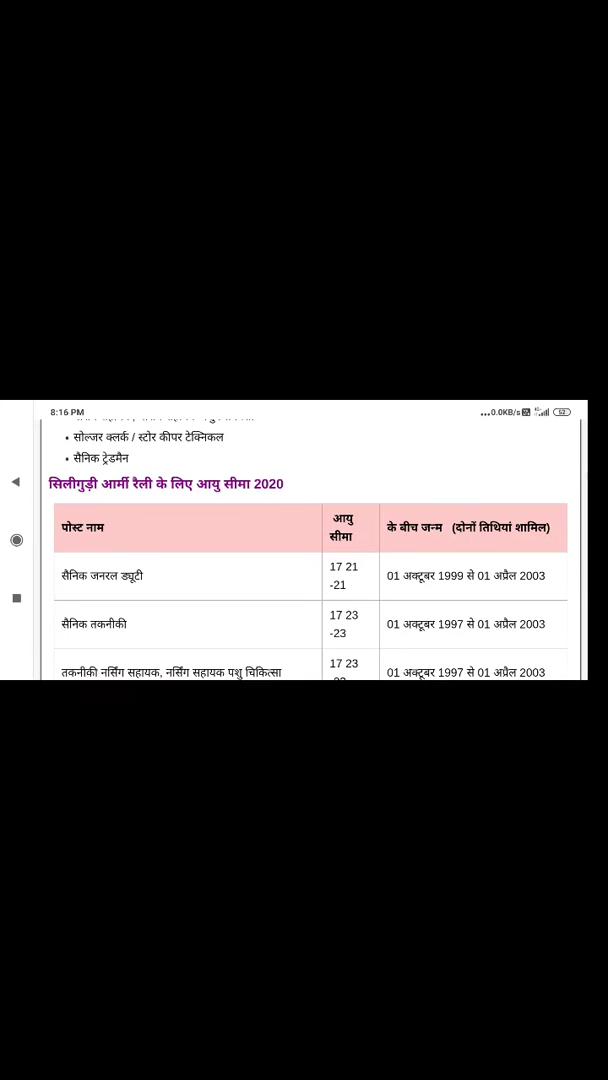 8:16 PM
...0.0KB/s 52
सोल्जर क्लर्क / स्टोर कीपर टेक्निकल
सैनिक ट्रेडमैन
सिलीगुड़ी आर्मी रैली के लिए आयु सीमा 2020
पोस्ट नाम
आयु
सीमा
के बीच जन्म (दोनों तिथियां शामिल)
सैनिक जनरल ड्यूटी
17 21
-21
01 अक्टूबर 1999 से 01 अप्रैल 2003
सैनिक तकनीकी
17 23
-23
01 अक्टूबर 1997 से 01 अप्रैल 2003
तकनीकी नर्सिंग सहायक, नर्सिंग सहायक पशु चिकित्सा
17 23
01 अक्टूबर 1997 से 01 अप्रैल 2003